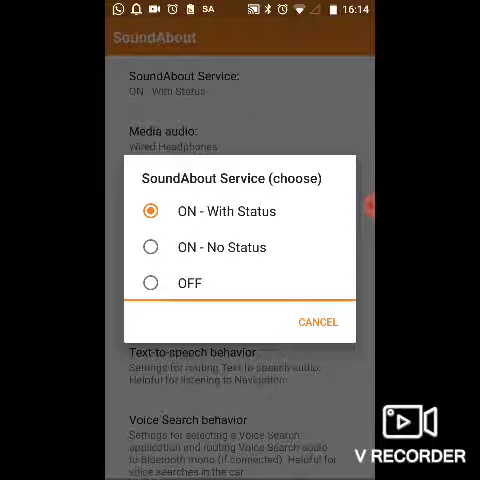 SA
16:14
SoundAbout
SoundAbout Service:
ON - With Status
Media audio:
Wired Headphones
SoundAbout Service (choose)
ON - With Status
ON - No Status
OFF
CANCEL
Text-to-speech behavior
Settings for routing Text to speech audio.
Helpful for listening to Navigation.
Voice Search behavior
Settings for selecting a Voice Search
application and routing Voice Search audio
to Bluetooth mono (if connected). Helpful for
voice searches in the car.
V RECORDER